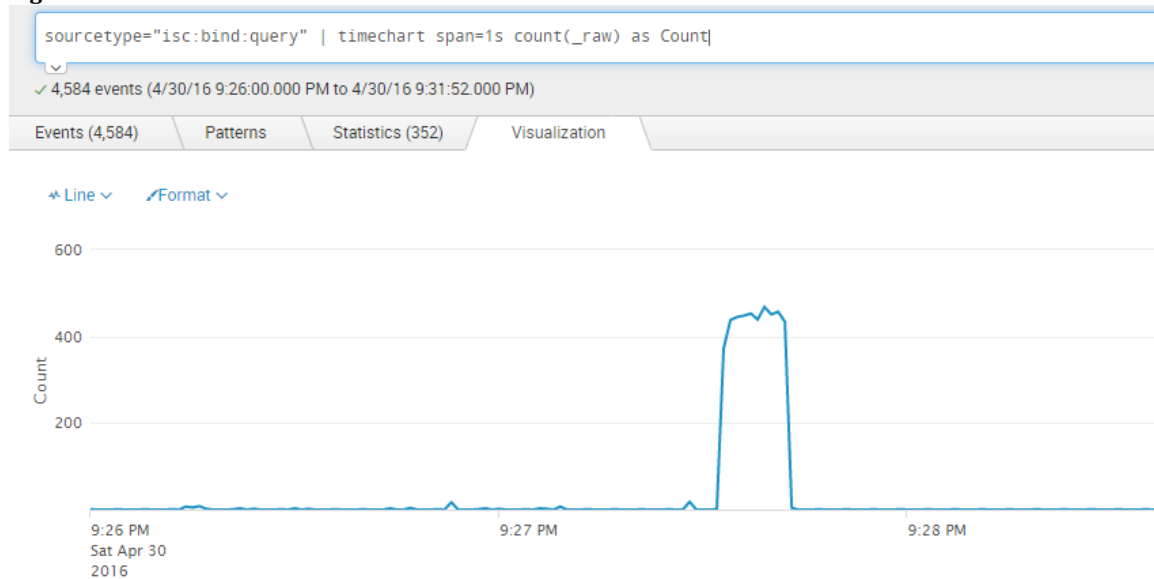 sourcetype="isc:bind:query" | timechart span=1s count(_raw) as Count
4,584 events (4/30/16 9:26:00.000 PM to 4/30/16 9:31:52.000 PM)
Events (4,584) Patterns Statistics (352) Visualization
Line Format
600
400
200
Count
9:26 PM 9:27 PM 9:28 PM
Sat Apr 30
2016